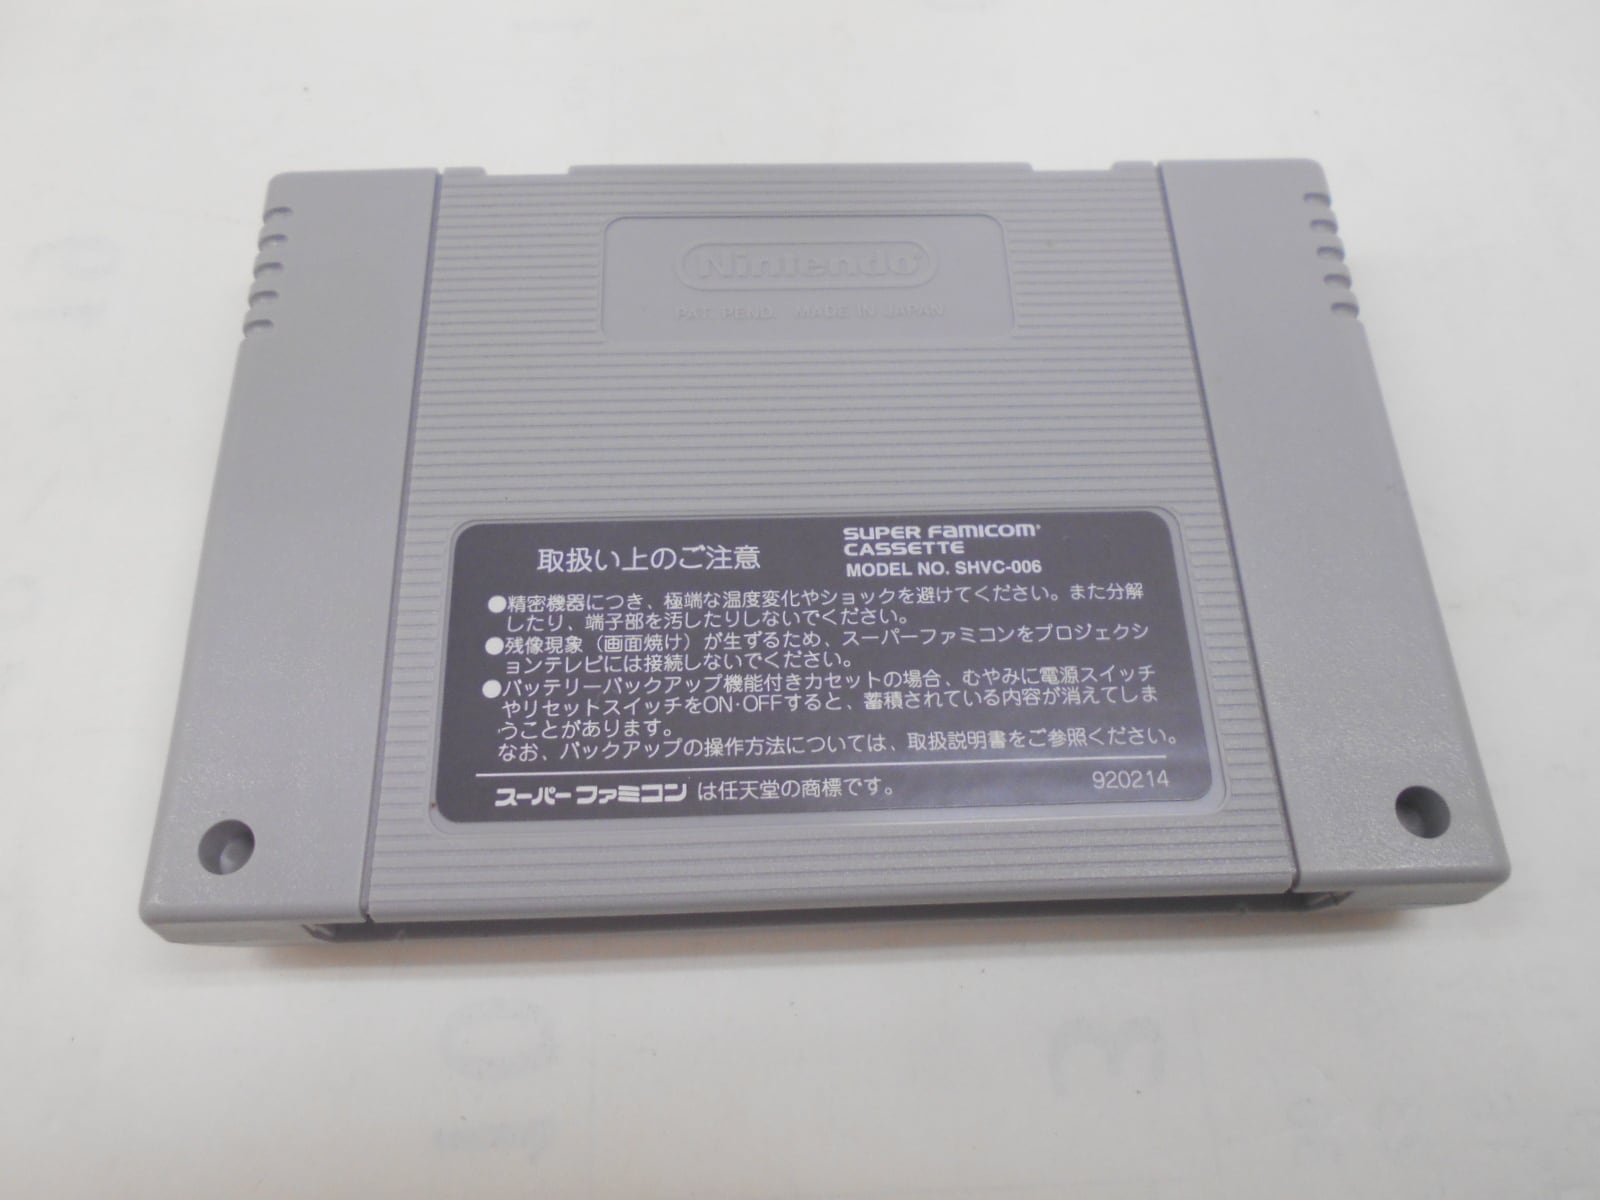 Nintendo
PAT. PEND. MADE IN JAPAN
取扱い上のご注意
SUPER FAMICOM
CASSETTE
MODEL NO. SHVC-006
●精密機器につき、極端な温度変化やショックを避けてください。また分解
したり、端子部を汚したりしないでください。
●残像現象（画面焼け）が生ずるため、スーパーファミコンをプロジェクシ
ョンテレビには接続しないでください。
●バッテリーバックアップ機能付きカセットの場合、むやみに電源スイッチ
やリセットスイッチをON・OFFすると、蓄積されている内容が消えてしま
うことがあります。
なお、バックアップの操作方法については、取扱説明書をご参照ください。
スーパーファミコン は任天堂の商標です。
920214